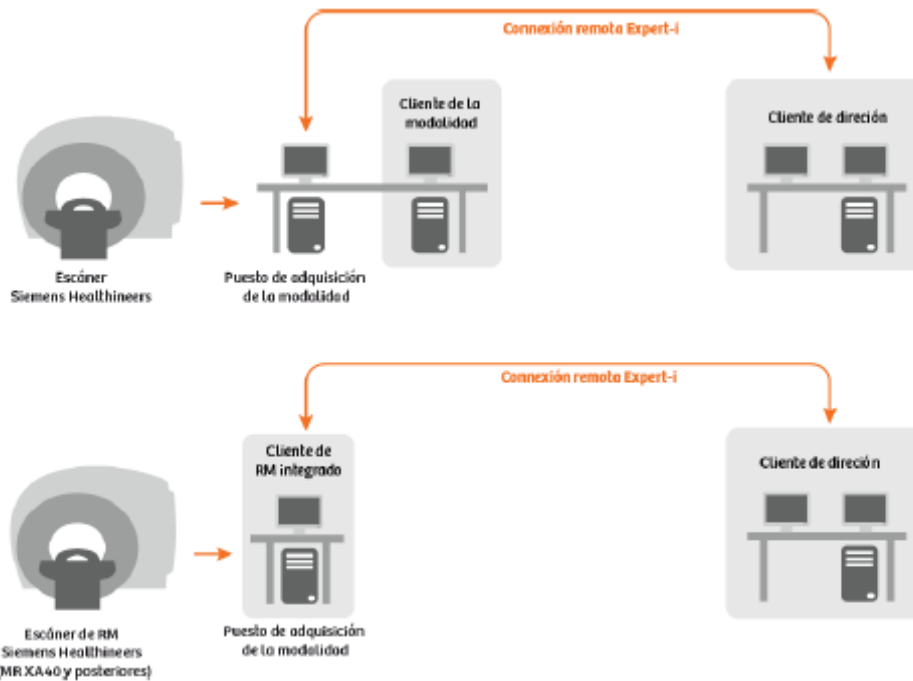 Connexión remota Expert-i
Cliente de la
modalidad
Cliente de direción
Escáner
Siemens Healthineers
Puesto de adquisición
de la modalidad
Connexión remota Expert-i
Cliente de
RM integrado
Cliente de direción
Escáner de RM
Siemens Healthineers
(MR XA40 y posteriores)
Puesto de adquisición
de la modalidad